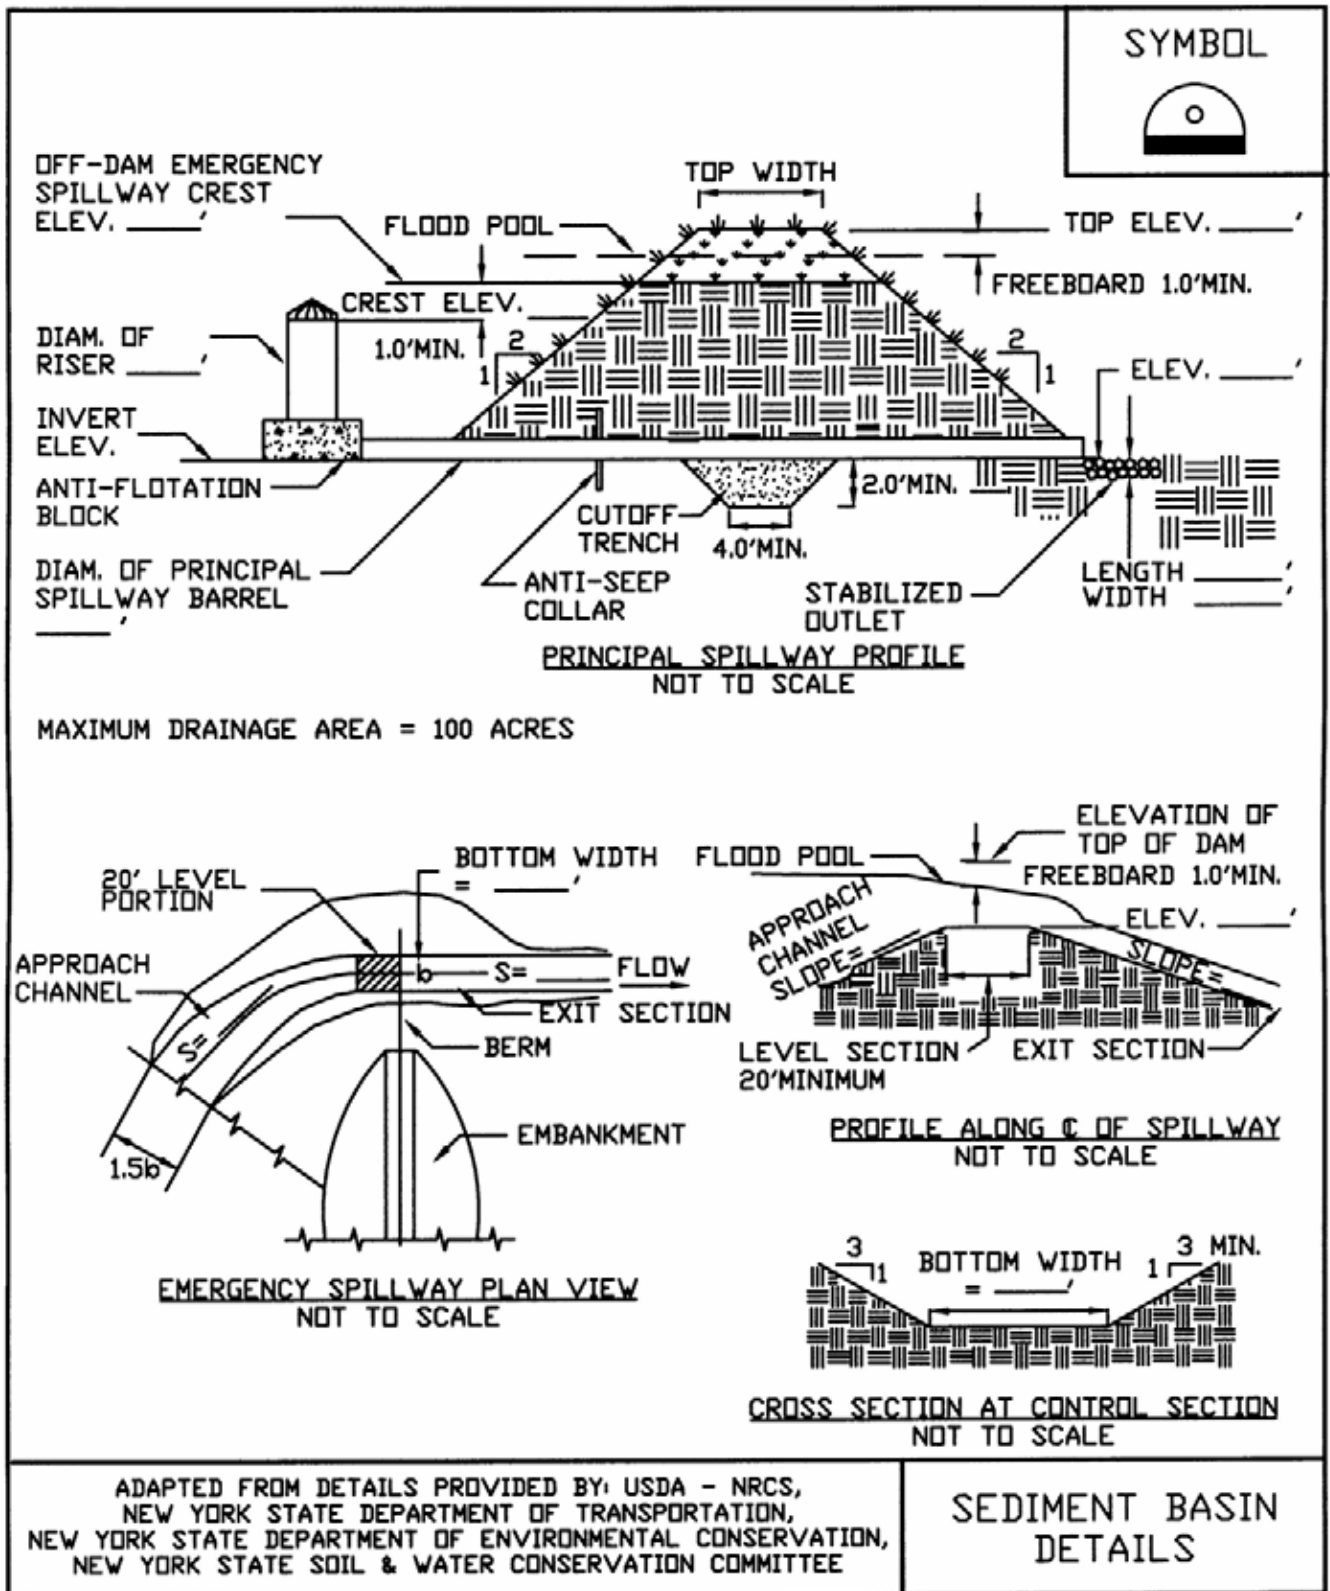 SYMBOL
OFF-DAM EMERGENCY
SPILLWAY CREST
ELEV. _____'
TOP WIDTH
FLOOD POOL
TOP ELEV. _____'
FREEBOARD 1.0'MIN.
CREST ELEV.
1.0'MIN.
DIAM. OF
RISER _____'
2
1
2
1
ELEV. _____'
INVERT
ELEV.
ANTI-FLOTATION
BLOCK
2.0'MIN.
CUTOFF
TRENCH
4.0'MIN.
DIAM. OF PRINCIPAL
SPILLWAY BARREL
_____'
ANTI-SEEP
COLLAR
STABILIZED
OUTLET
LENGTH _____'
WIDTH _____'
PRINCIPAL SPILLWAY PROFILE
NOT TO SCALE
MAXIMUM DRAINAGE AREA = 100 ACRES
20' LEVEL
PORTION
BOTTOM WIDTH
= _____'
APPROACH
CHANNEL
b
S= _____
FLOW
EXIT SECTION
S= _____
BERM
EMBANKMENT
1.5b
EMERGENCY SPILLWAY PLAN VIEW
NOT TO SCALE
ELEVATION OF
TOP OF DAM
FLOOD POOL
FREEBOARD 1.0'MIN.
APPROACH
CHANNEL
SLOPE= _____
ELEV. _____'
SLOPE= _____
LEVEL SECTION
20'MINIMUM
EXIT SECTION
PROFILE ALONG ℄ OF SPILLWAY
NOT TO SCALE
3
1
BOTTOM WIDTH
= _____'
3 MIN.
1
CROSS SECTION AT CONTROL SECTION
NOT TO SCALE
ADAPTED FROM DETAILS PROVIDED BY: USDA - NRCS,
NEW YORK STATE DEPARTMENT OF TRANSPORTATION,
NEW YORK STATE DEPARTMENT OF ENVIRONMENTAL CONSERVATION,
NEW YORK STATE SOIL & WATER CONSERVATION COMMITTEE
SEDIMENT BASIN
DETAILS